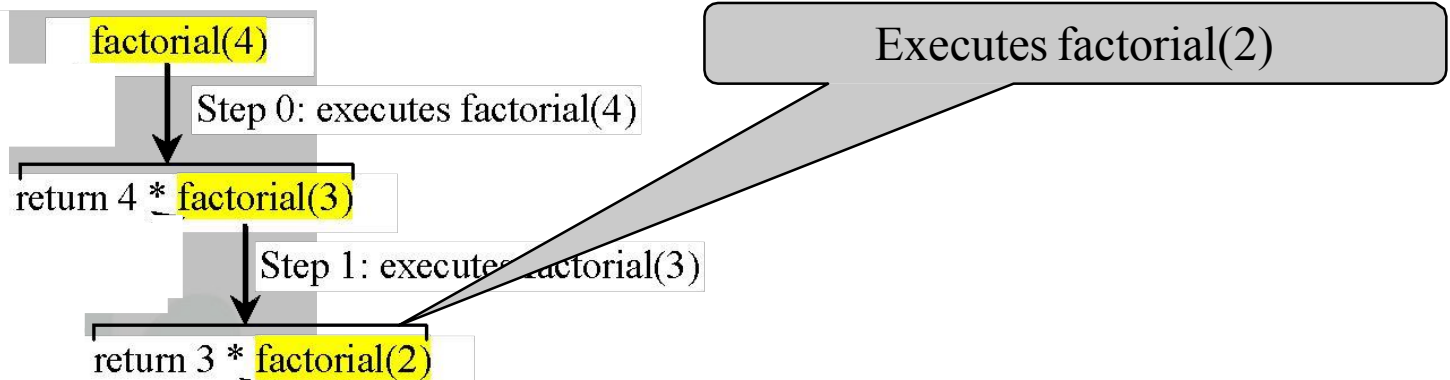 factorial(4)
Executes factorial(2)
Step 0: executes factorial(4)
return 4 * factorial(3)
Step 1: executes factorial(3)
return 3 * factorial(2)